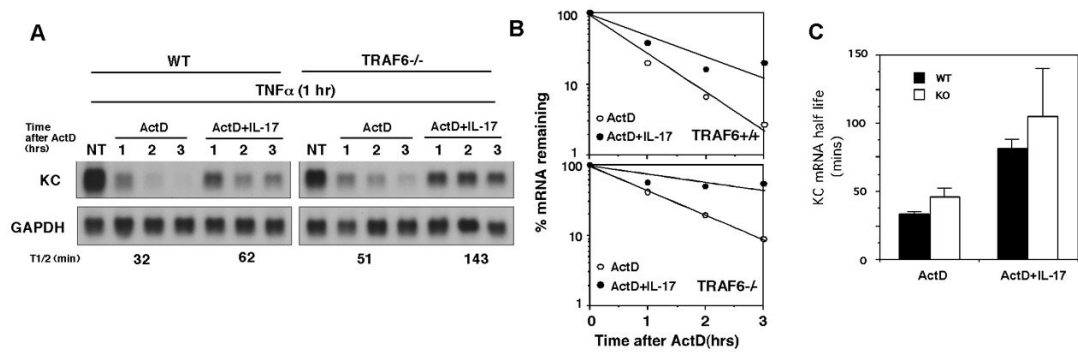 A
WT
TRAF6-/-
TNFα (1 hr)
Time after ActD (hrs)
ActD
ActD+IL-17
ActD
ActD+IL-17
NT 1 2 3 1 2 3 NT 1 2 3 1 2 3
KC
GAPDH
T1/2 (min) 32 62 51 143
B
% mRNA remaining
100
10
1
ActD
ActD+IL-17
TRAF6+/+
100
100
1
ActD
ActD+IL-17
TRAF6-/-
0 1 2 3
Time after ActD(hrs)
C
KC mRNA half life
(mins)
150
100
50
0
WT
KO
ActD ActD+IL-17